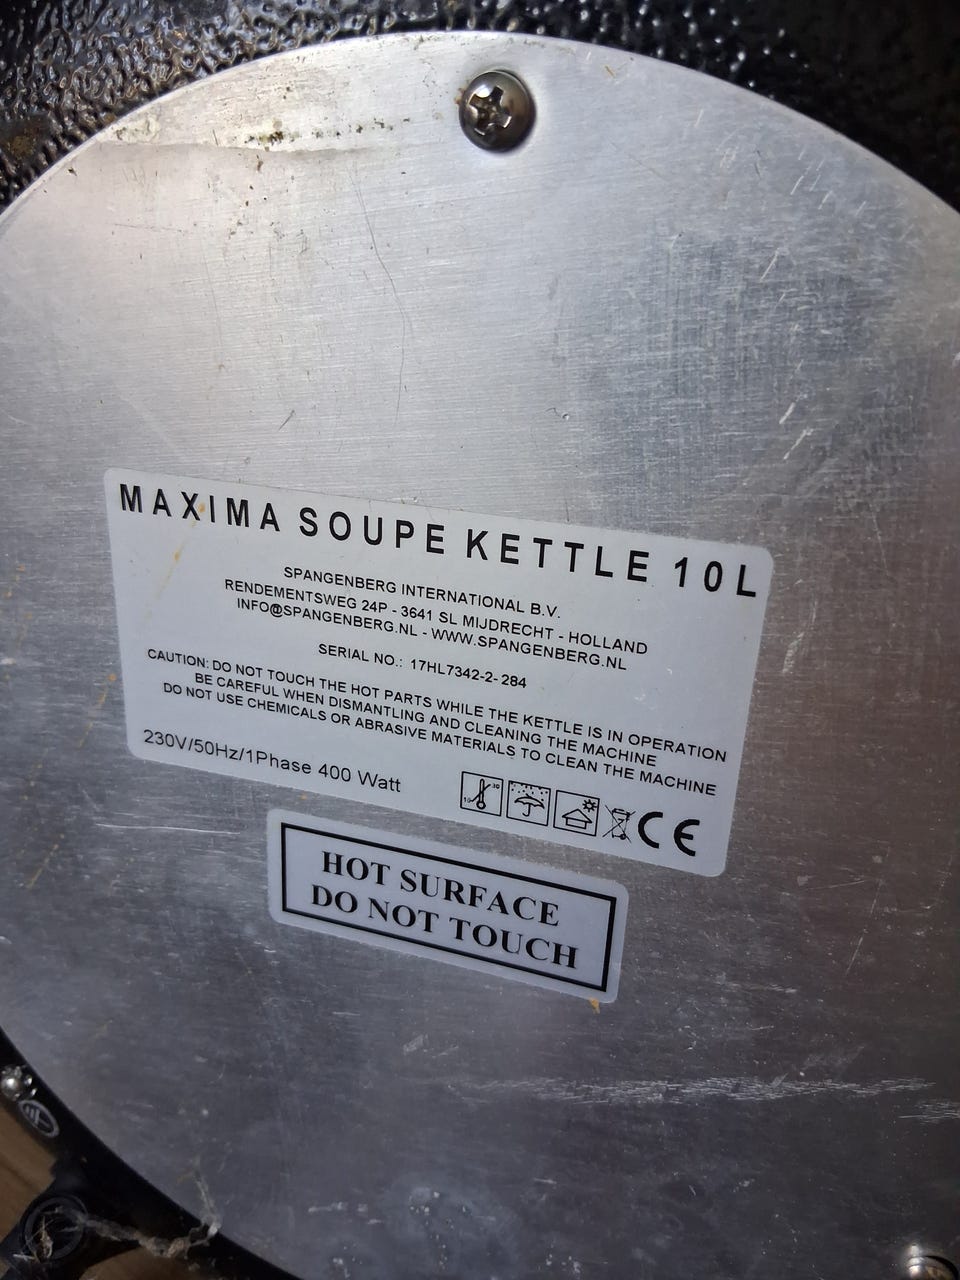 MAXIMA SOUPE KETTLE 10L
SPANGENBERG INTERNATIONAL B.V.
RENDEMENTSWEG 24P - 3641 SL MIJDRECHT - HOLLAND
INFO@SPANGENBERG.NL - WWW.SPANGENBERG.NL
SERIAL NO.: 17HL7342-2- 284
CAUTION: DO NOT TOUCH THE HOT PARTS WHILE THE KETTLE IS IN OPERATION
BE CAREFUL WHEN DISMANTLING AND CLEANING THE MACHINE
DO NOT USE CHEMICALS OR ABRASIVE MATERIALS TO CLEAN THE MACHINE
230V/50Hz/1Phase 400 Watt
CE
HOT SURFACE
DO NOT TOUCH